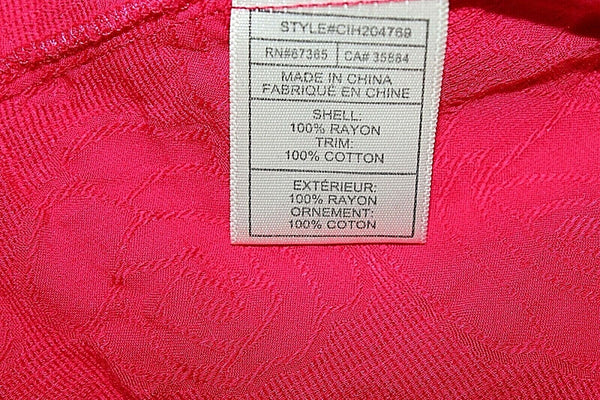 STYLE#CIH204769
RN#67365 CA# 35884
MADE IN CHINA
FABRIQUÉ EN CHINE
SHELL:
100% RAYON
TRIM:
100% COTTON
EXTÉRIEUR:
100% RAYON
ORNEMENT:
100% COTON